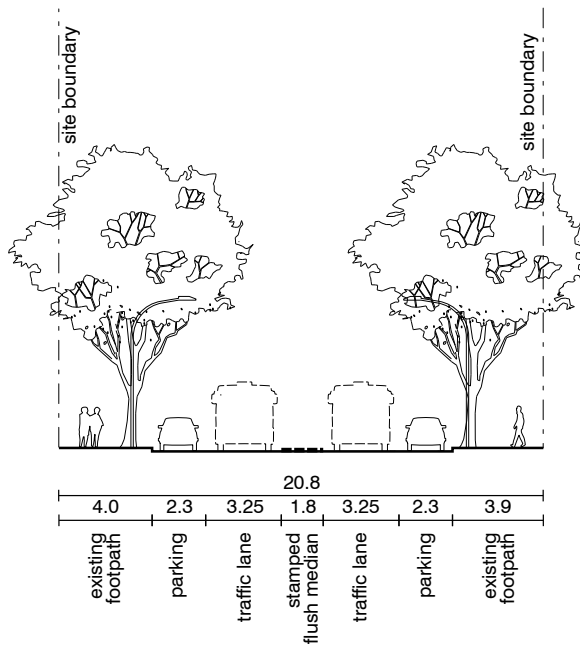 site boundary
site boundary
20.8
4.0 2.3 3.25 1.8 3.25 2.3 3.9
existing
footpath
parking
traffic lane
stamped
flush median
traffic lane
parking
existing
footpath